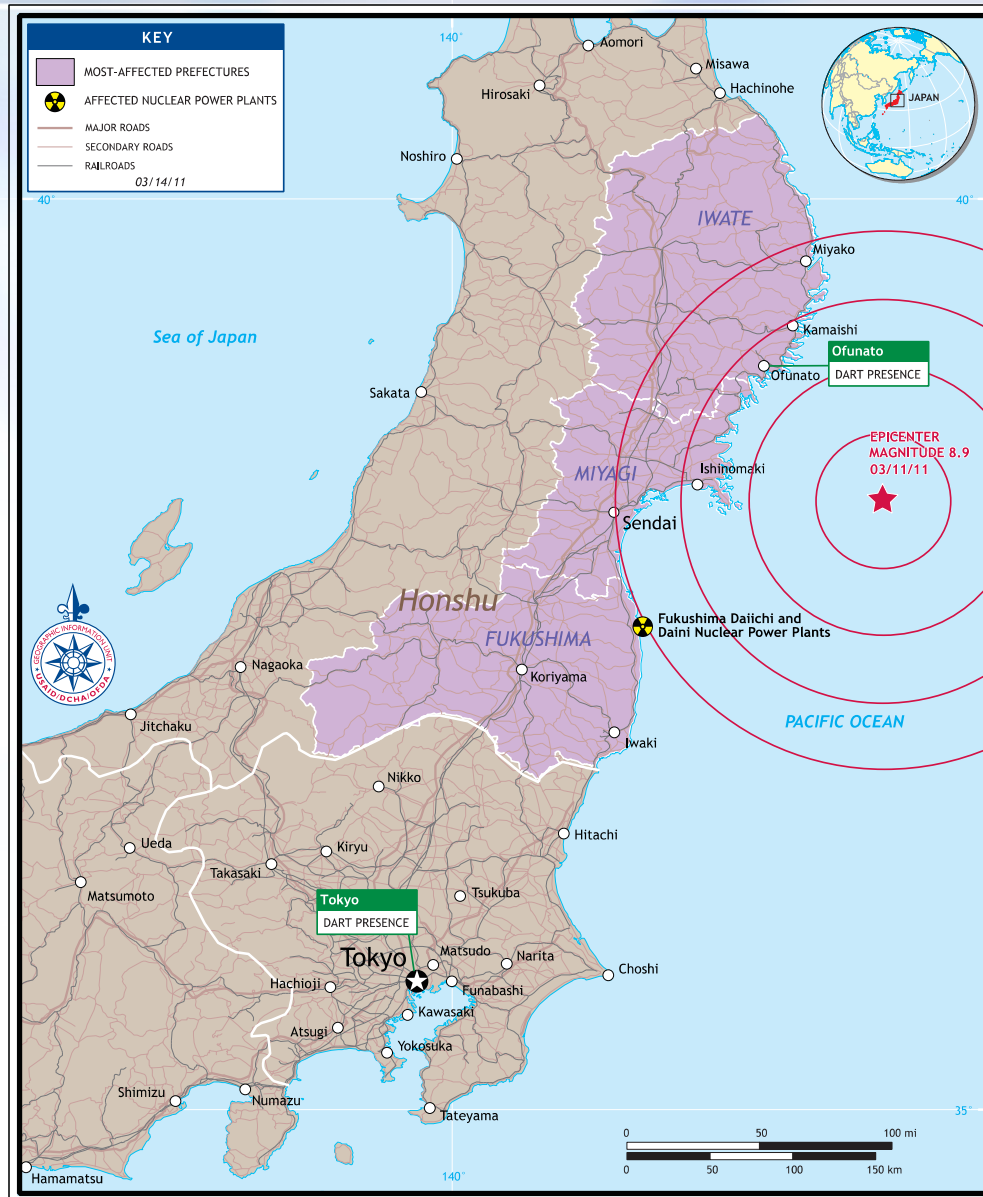 KEY
MOST-AFFECTED PREFECTURES
AFFECTED NUCLEAR POWER PLANTS
MAJOR ROADS
SECONDARY ROADS
RAILROADS
03/14/11
140°
Aomori
Misawa
Hachinohe
Hirosaki
JAPAN
Noshiro
40°
40°
IWATE
Miyako
Sea of Japan
Kamaishi
Ofunato
DART PRESENCE
Ofunato
Sakata
EPICENTER
MAGNITUDE 8.9
03/11/11
MIYAGI
Ishinomaki
Sendai
Honshu
Fukushima Daiichi and
Daini Nuclear Power Plants
FUKUSHIMA
GEOGRAPHIC INFORMATION UNIT
USAID/DCHA/OFDA
Nagaoka
Koriyama
Jitchaku
PACIFIC OCEAN
Iwaki
Nikko
Hitachi
Ueda
Kiryu
Takasaki
Matsumoto
Tsukuba
Tokyo
DART PRESENCE
Tokyo
Matsudo
Narita
Choshi
Hachioji
Funabashi
Kawasaki
Atsugi
Yokosuka
Shimizu
Numazu
Tateyama
35°
0 50 100 mi
0 50 100 150 km
Hamamatsu
140°